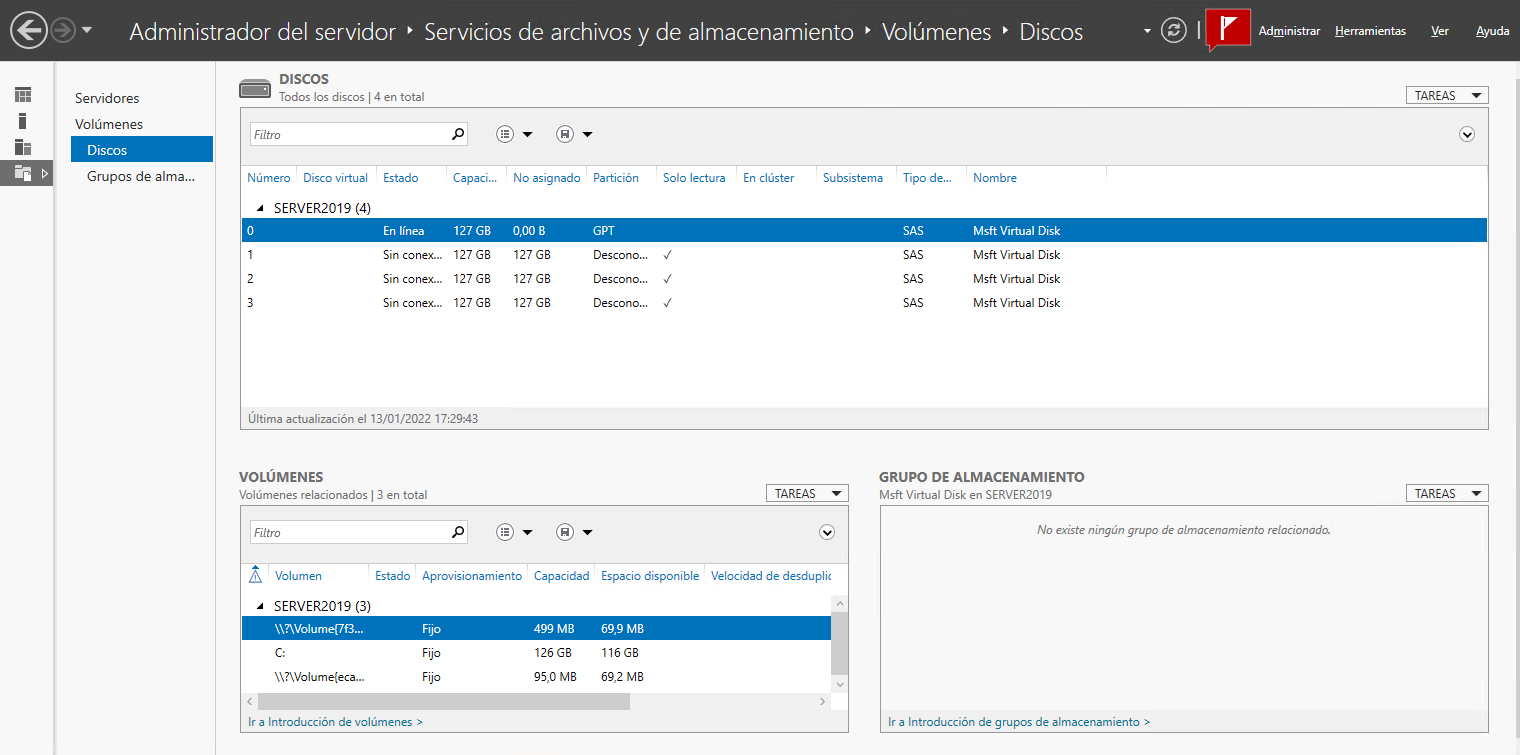 Administrador del servidor ‣ Servicios de archivos y de almacenamiento ‣ Volúmenes ‣ Discos
Administrar Herramientas Ver Ayuda
Servidores
Volúmenes
Discos
Grupos de alma...
DISCOS
Todos los discos | 4 en total
TAREAS
Filtro
Número Disco virtual Estado Capaci... No asignado Partición Solo lectura En clúster Subsistema Tipo de... Nombre
SERVER2019 (4)
0 En línea 127 GB 0,00 B GPT SAS Msft Virtual Disk
1 Sin conex... 127 GB 127 GB Descono... ✓ SAS Msft Virtual Disk
2 Sin conex... 127 GB 127 GB Descono... ✓ SAS Msft Virtual Disk
3 Sin conex... 127 GB 127 GB Descono... ✓ SAS Msft Virtual Disk
Última actualización el 13/01/2022 17:29:43
VOLÚMENES
Volúmenes relacionados | 3 en total
TAREAS
Filtro
Volumen Estado Aprovisionamiento Capacidad Espacio disponible Velocidad de desduplic
SERVER2019 (3)
\\?\Volume{7f3... Fijo 499 MB 69,9 MB
C: Fijo 126 GB 116 GB
\\?\Volume{eca... Fijo 95,0 MB 69,2 MB
Ir a Introducción de volúmenes >
GRUPO DE ALMACENAMIENTO
Msft Virtual Disk en SERVER2019
TAREAS
No existe ningún grupo de almacenamiento relacionado.
Ir a Introducción de grupos de almacenamiento >